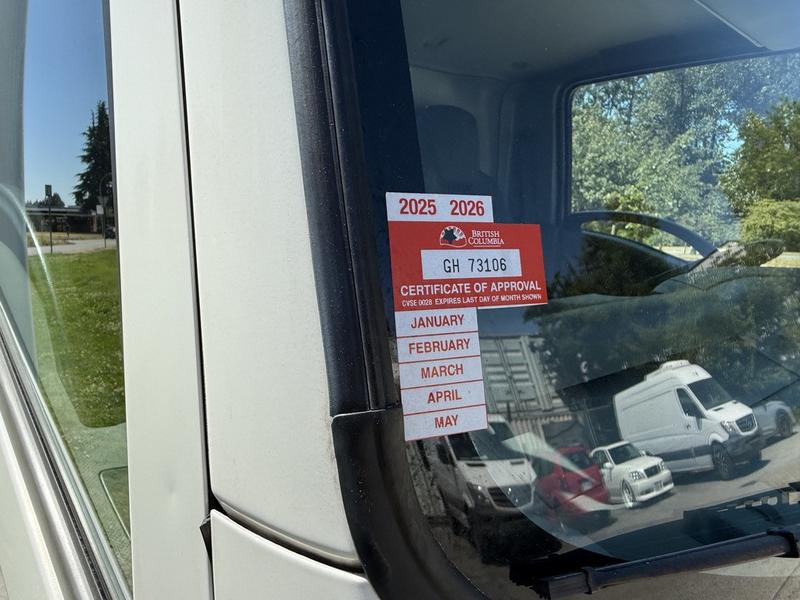 2025 2026
BRITISH
COLUMBIA
GH 73106
CERTIFICATE OF APPROVAL
CVSE 0028 EXPIRES LAST DAY OF MONTH SHOWN
JANUARY
FEBRUARY
MARCH
APRIL
MAY